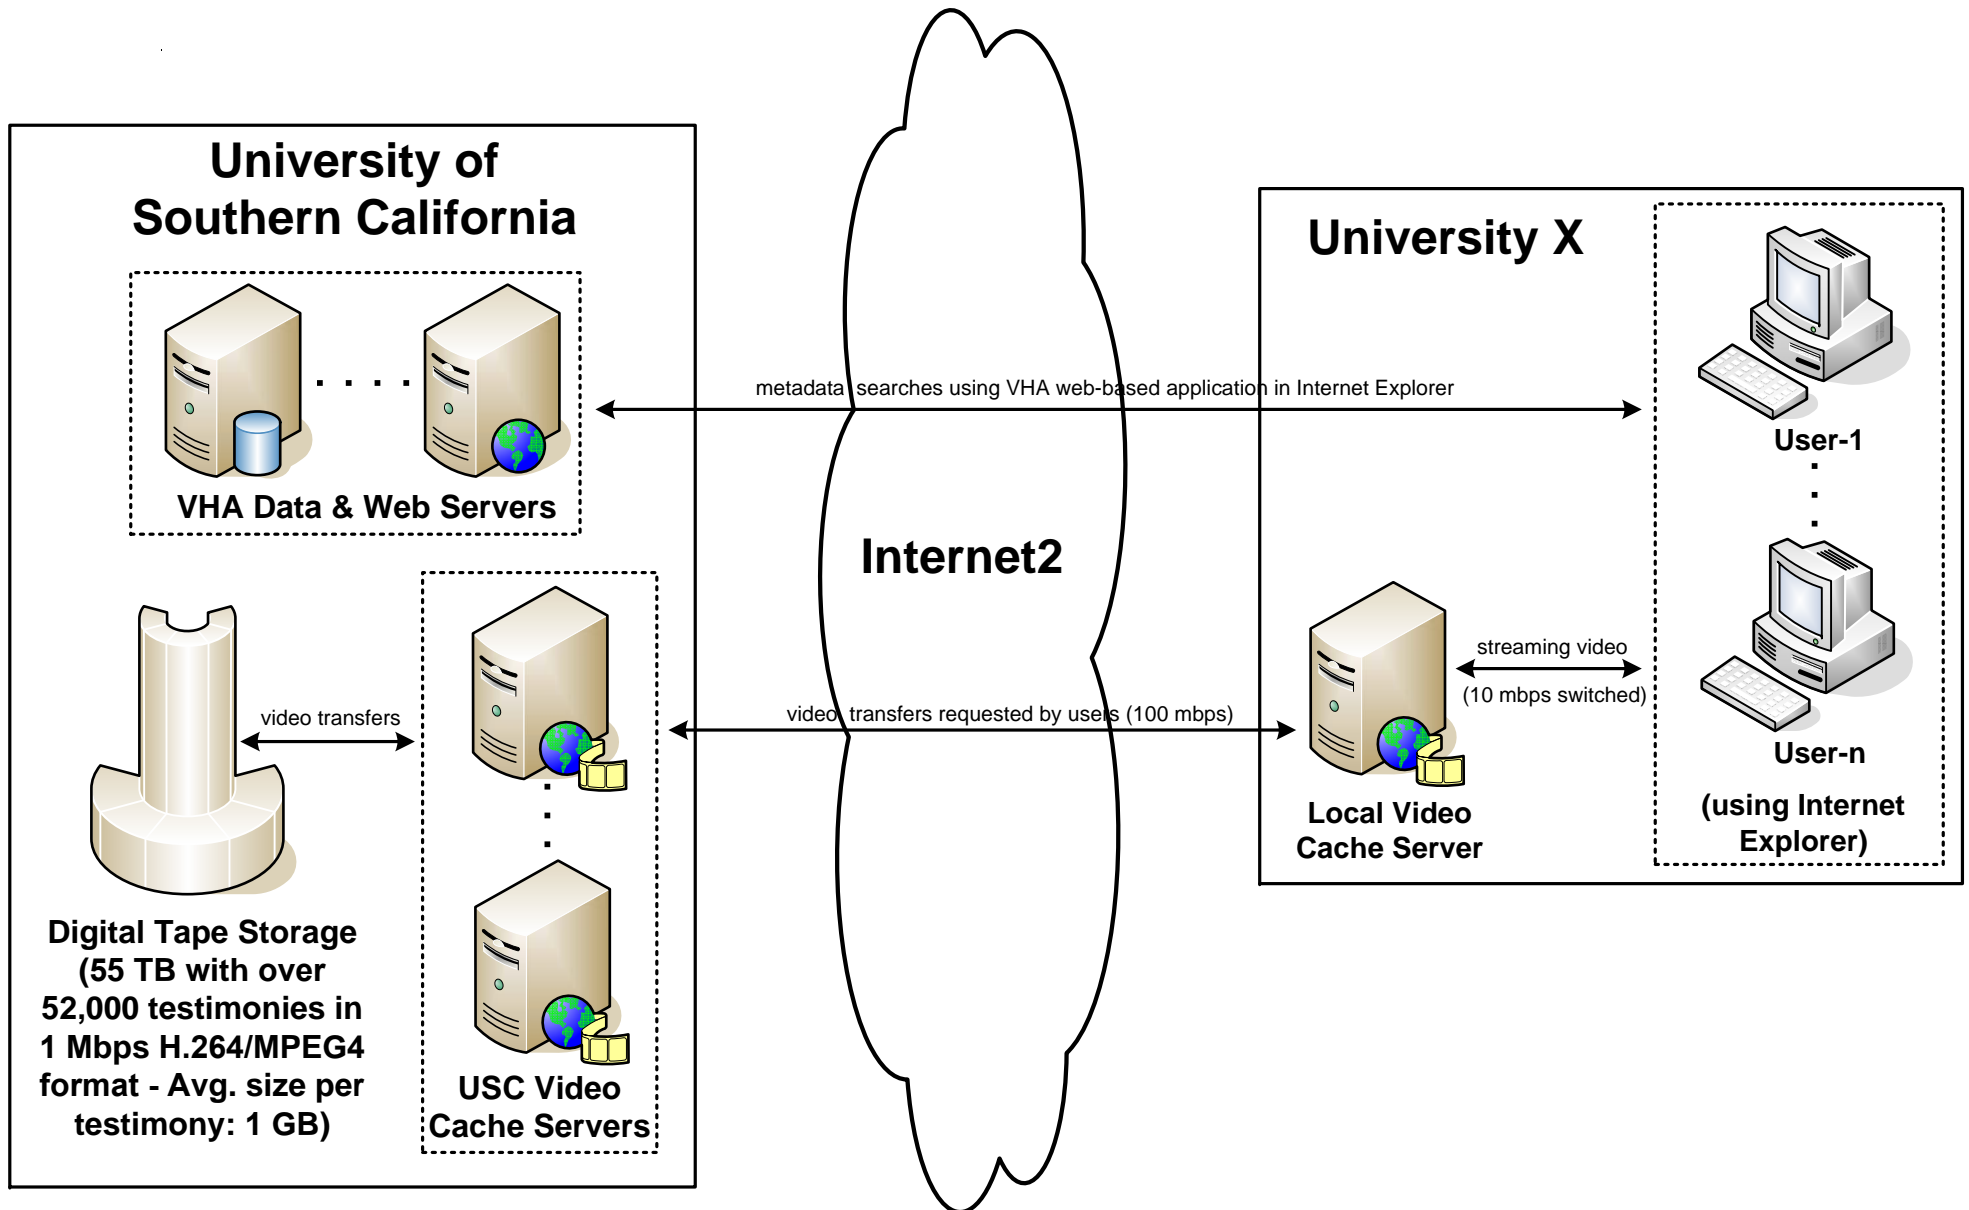 University of
Southern California
VHA Data & Web Servers
video transfers
Digital Tape Storage
(55 TB with over
52,000 testimonies in
1 Mbps H.264/MPEG4
format - Avg. size per
testimony: 1 GB)
USC Video
Cache Servers
metadata searches using VHA web-based application in Internet Explorer
Internet2
video transfers requested by users (100 mbps)
University X
User-1
streaming video
(10 mbps switched)
Local Video
Cache Server
User-n
(using Internet
Explorer)